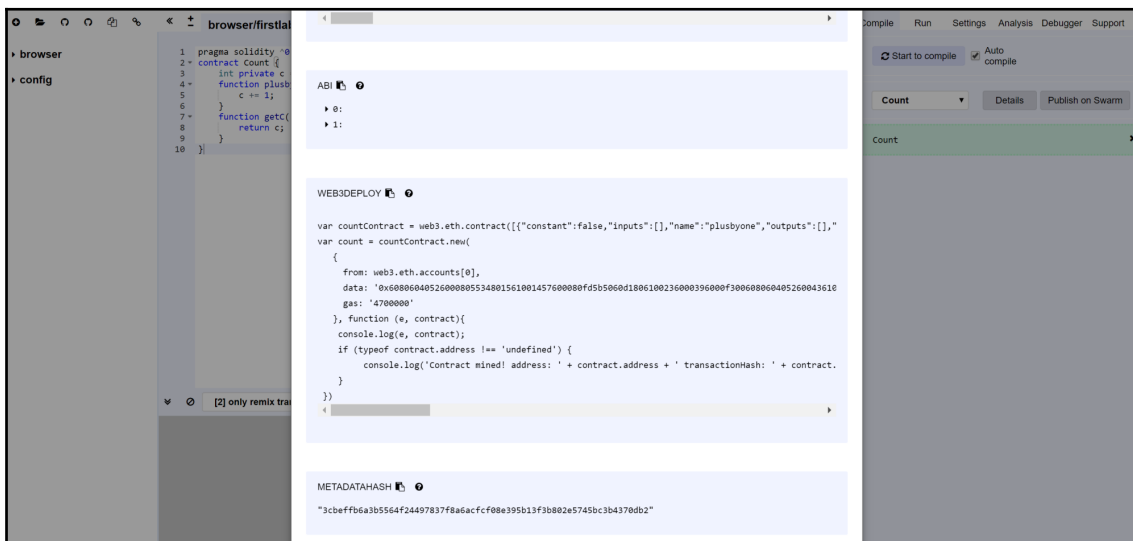 browser/firstlal
Compile Run Settings Analysis Debugger Support
browser
config
1 pragma solidity ^0
2 contract Count {
3 int private c
4 function plusb
5 c += 1;
6 }
7 function getC(
8 return c;
9 }
10 }
[2] only remix tra
ABI
0:
1:
WEB3DEPLOY
var countContract = web3.eth.contract([{"constant":false,"inputs":[],"name":"plusbyone","outputs":[],"
var count = countContract.new(
{
from: web3.eth.accounts[0],
data: '0x6080604052600080553480156100145760008​0fd5b5060d1806100236000396000f300608060405260043610
gas: '4700000'
}, function (e, contract){
console.log(e, contract);
if (typeof contract.address !== 'undefined') {
console.log('Contract mined! address: ' + contract.address + ' transactionHash: ' + contract.
}
})
METADATAHASH
"3cbeffb6a3b5564f24497837f8a6acfcf08e395b13f3b802e5745bc3b4370db2"
Start to compile
Auto compile
Count
Details
Publish on Swarm
Count